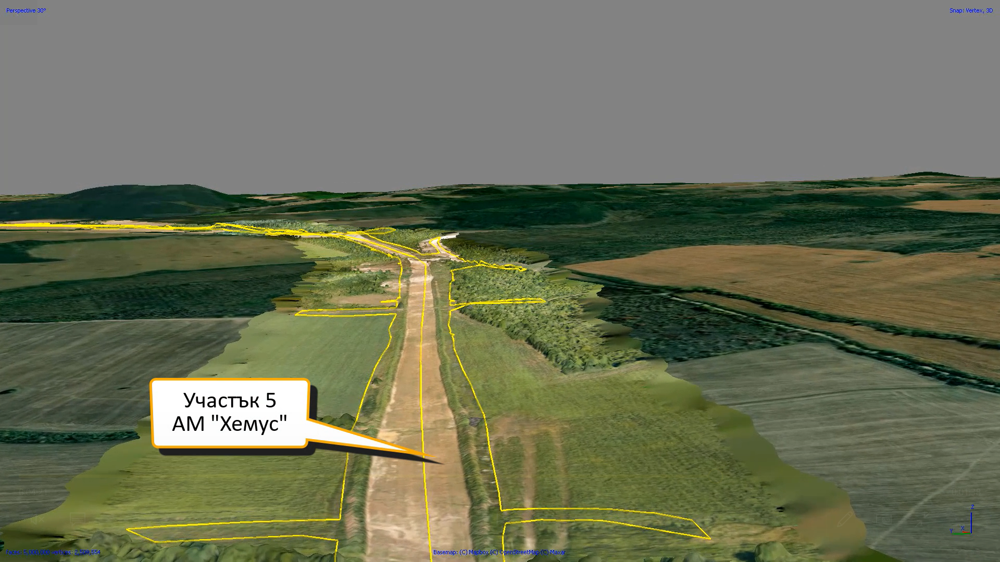 Perspective 30°
Snap: Vertex, 3D
Участък 5
АМ "Хемус"
Z
Y
X
faces: 5,000,000 vertices: 2,509,554
Basemap: (C) Mapbox (C) OpenStreetMap (C) Maxar